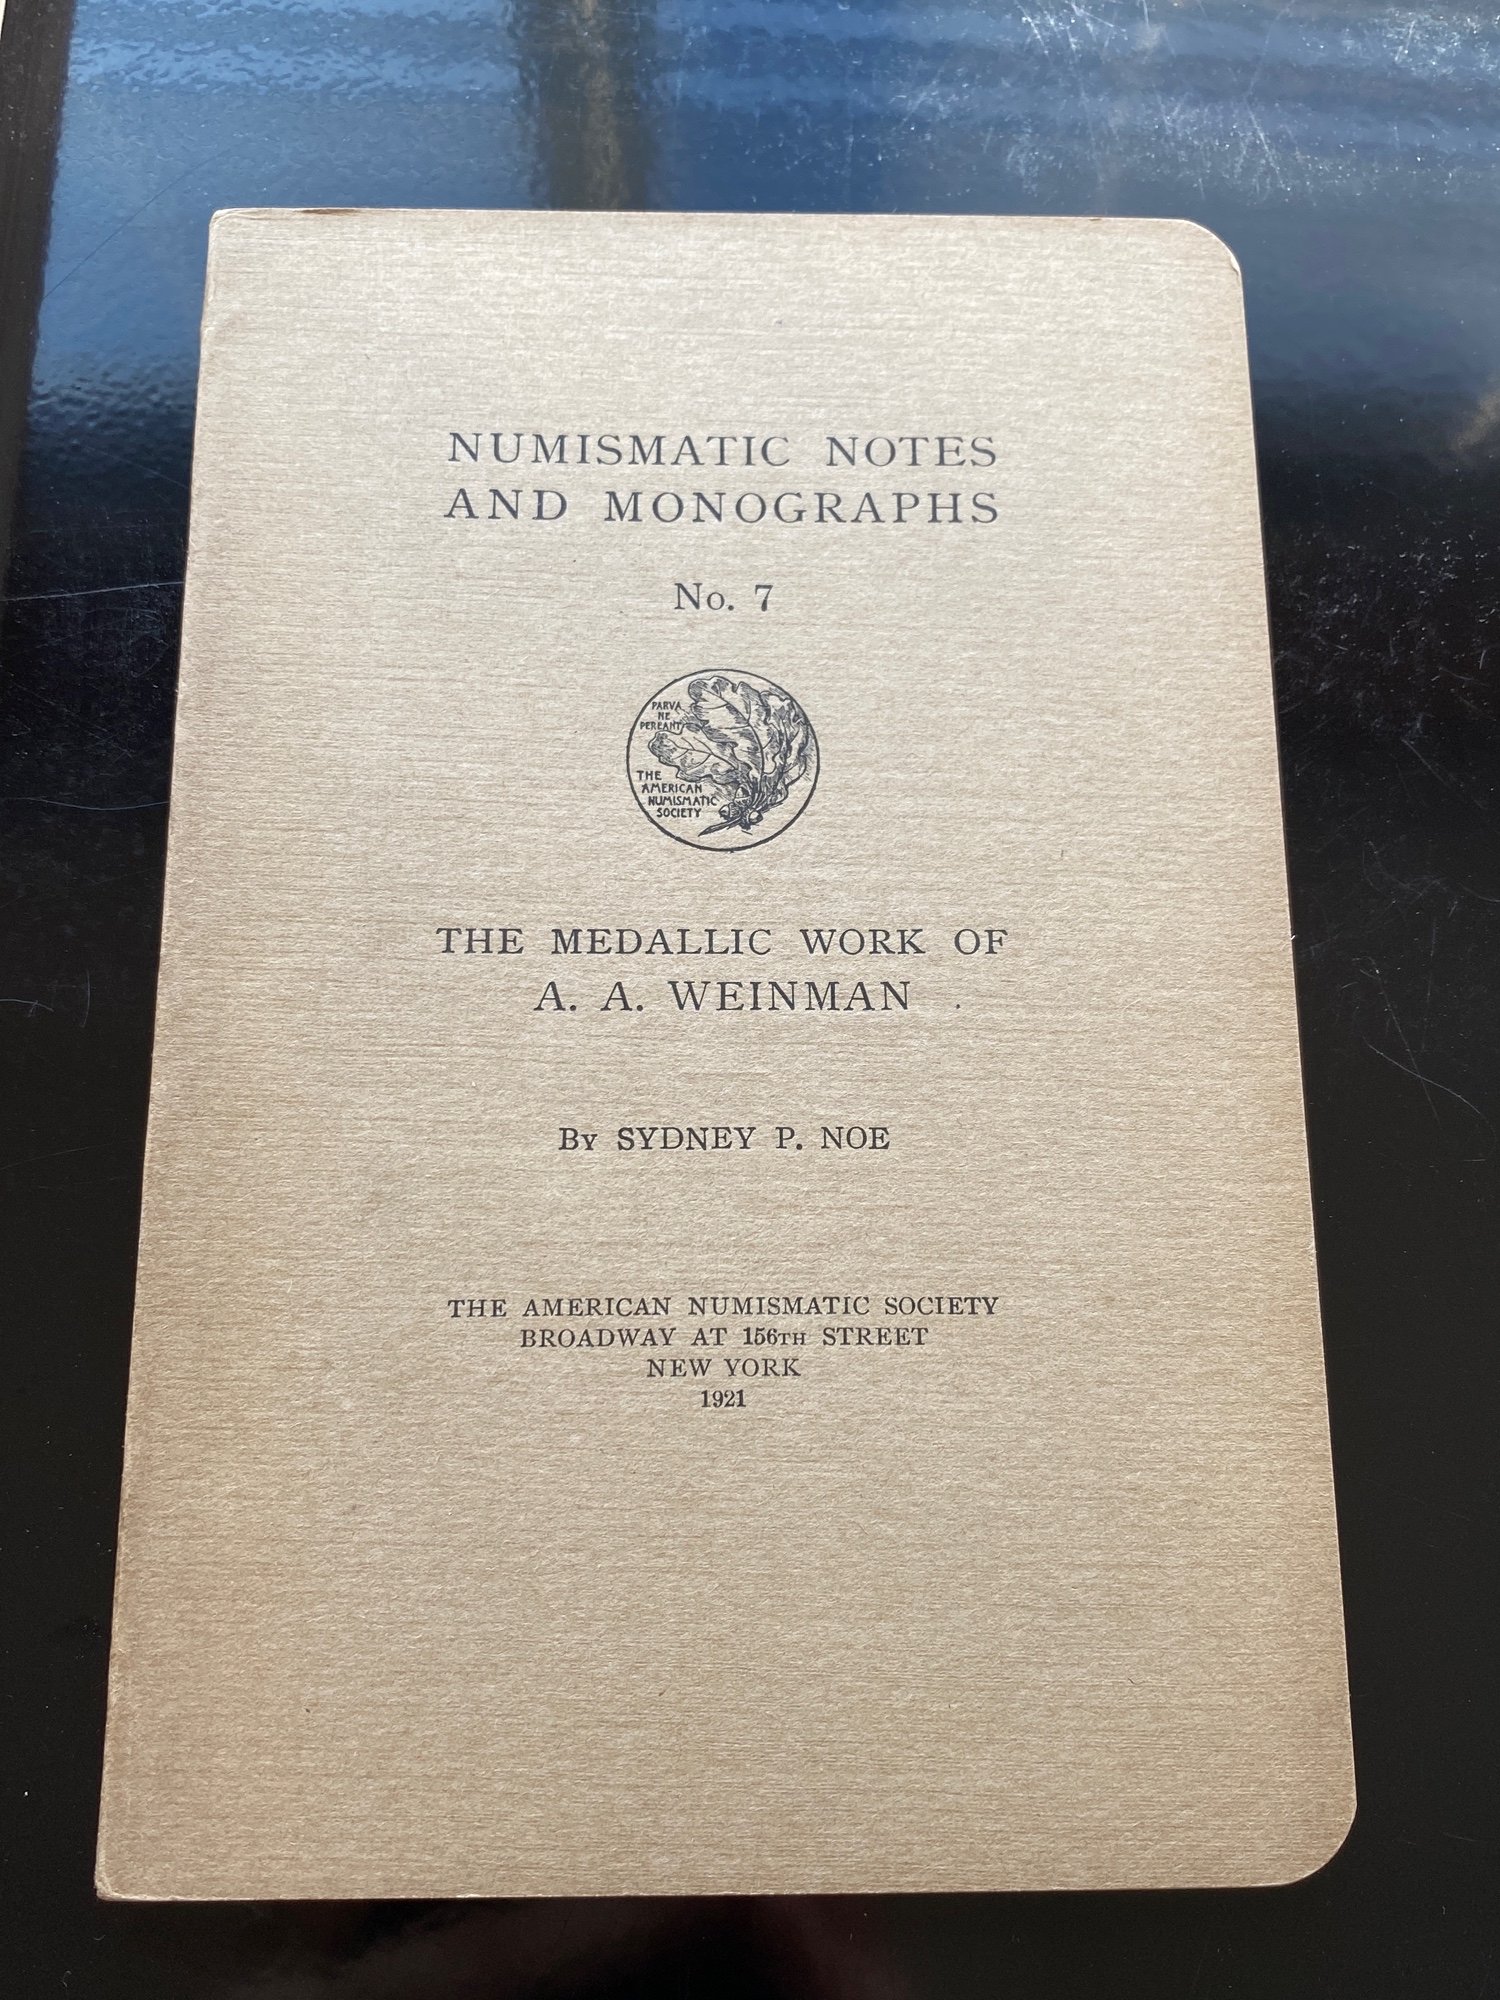 NUMISMATIC NOTES
AND MONOGRAPHS
No. 7
PARVA
NE
PEREANT
THE
AMERICAN
NUMISMATIC
SOCIETY
THE MEDALLIC WORK OF
A. A. WEINMAN
By SYDNEY P. NOE
THE AMERICAN NUMISMATIC SOCIETY
BROADWAY AT 156TH STREET
NEW YORK
1921